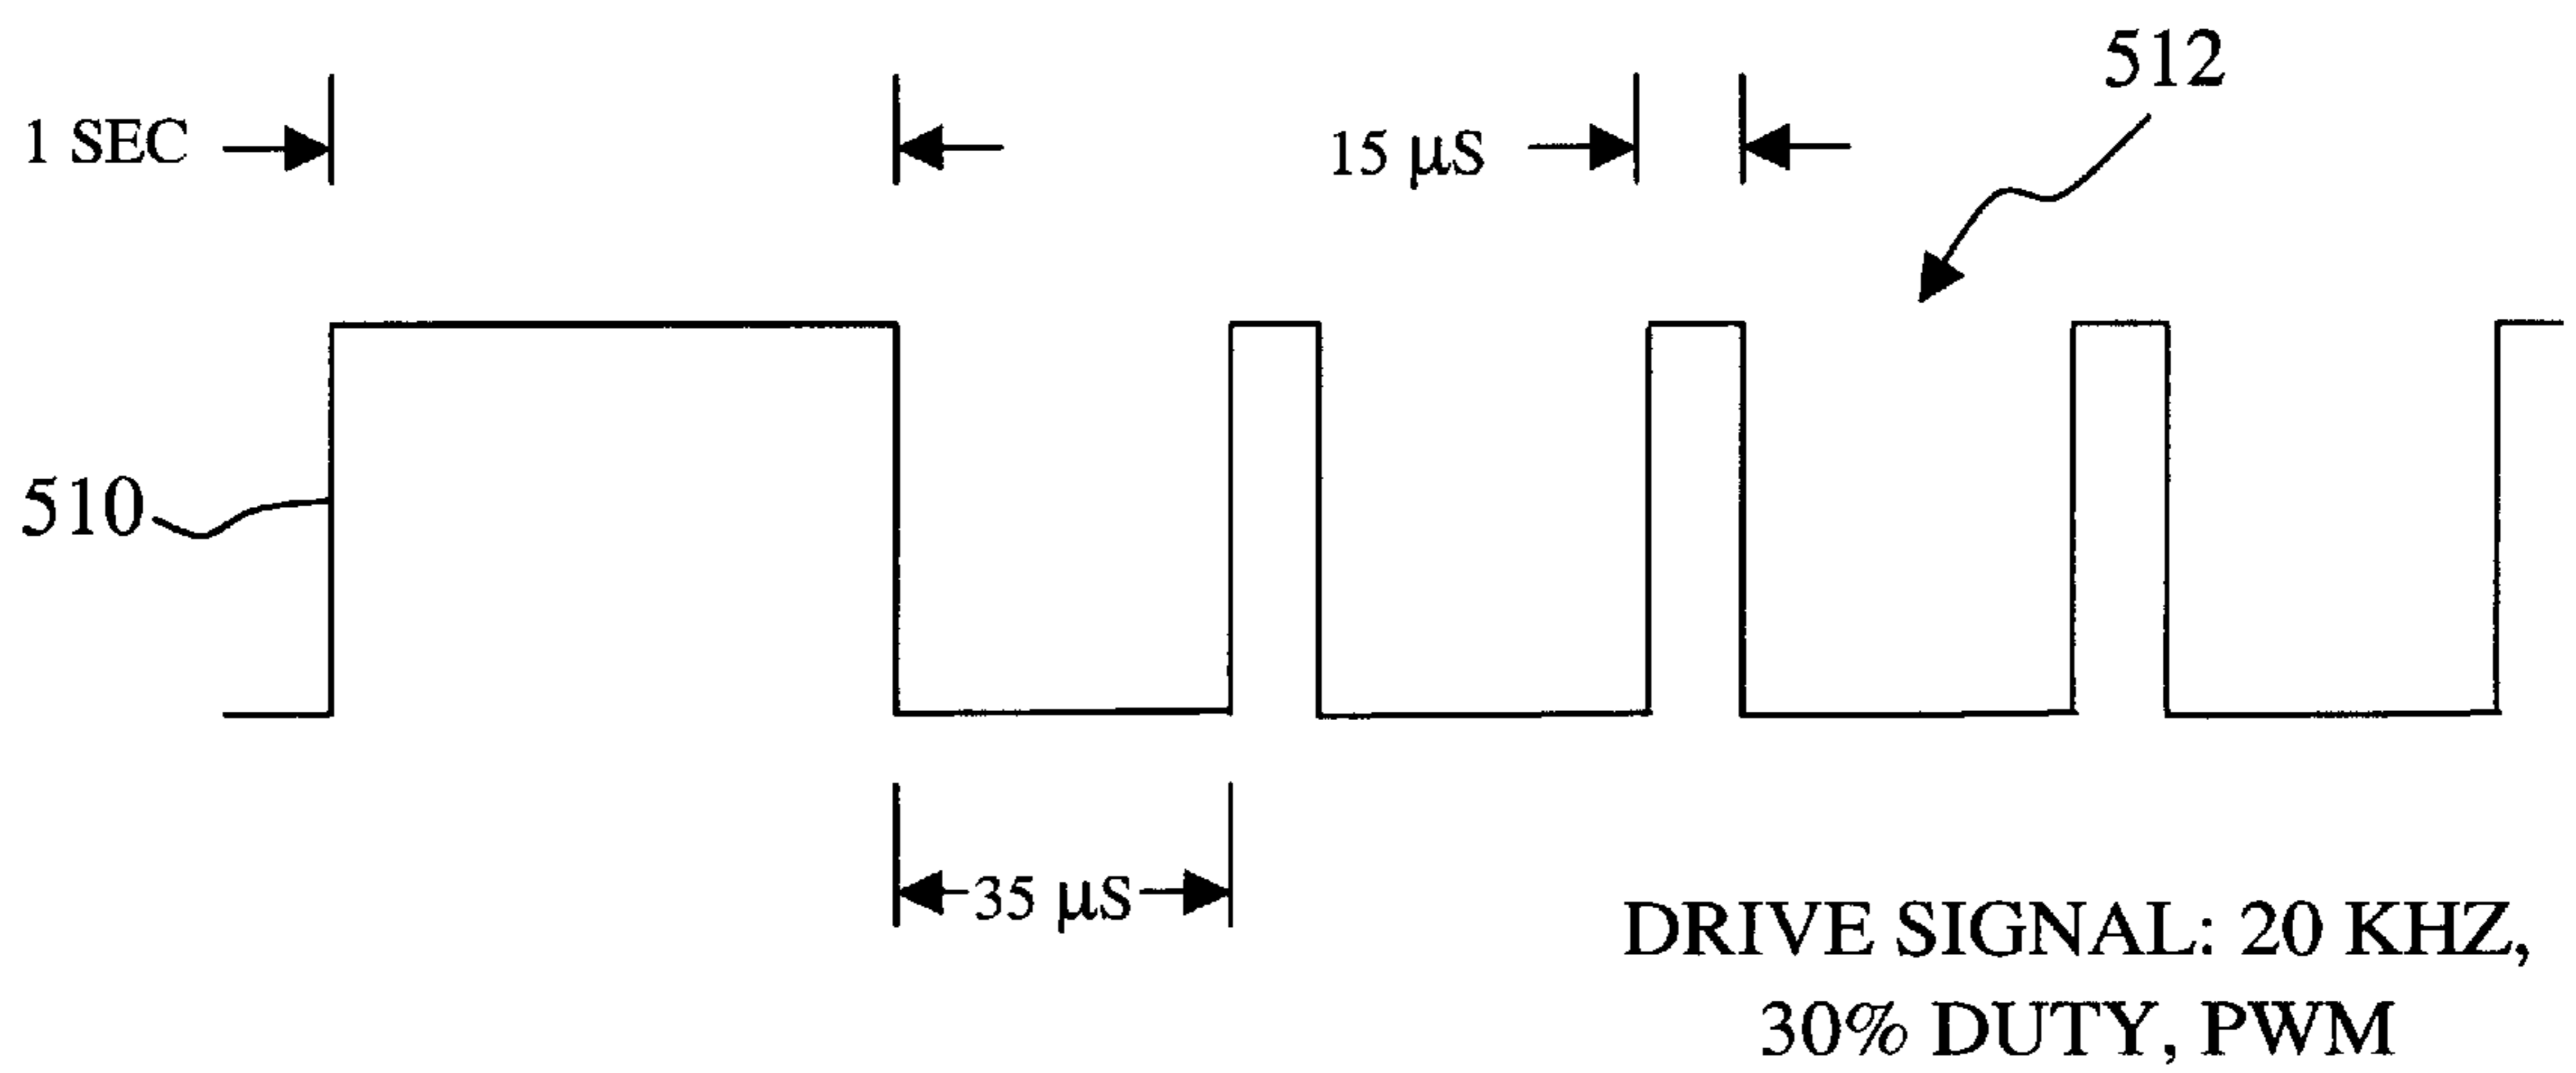 512
1 SEC
15 µS
510
35 µS
DRIVE SIGNAL: 20 KHZ,
30% DUTY, PWM